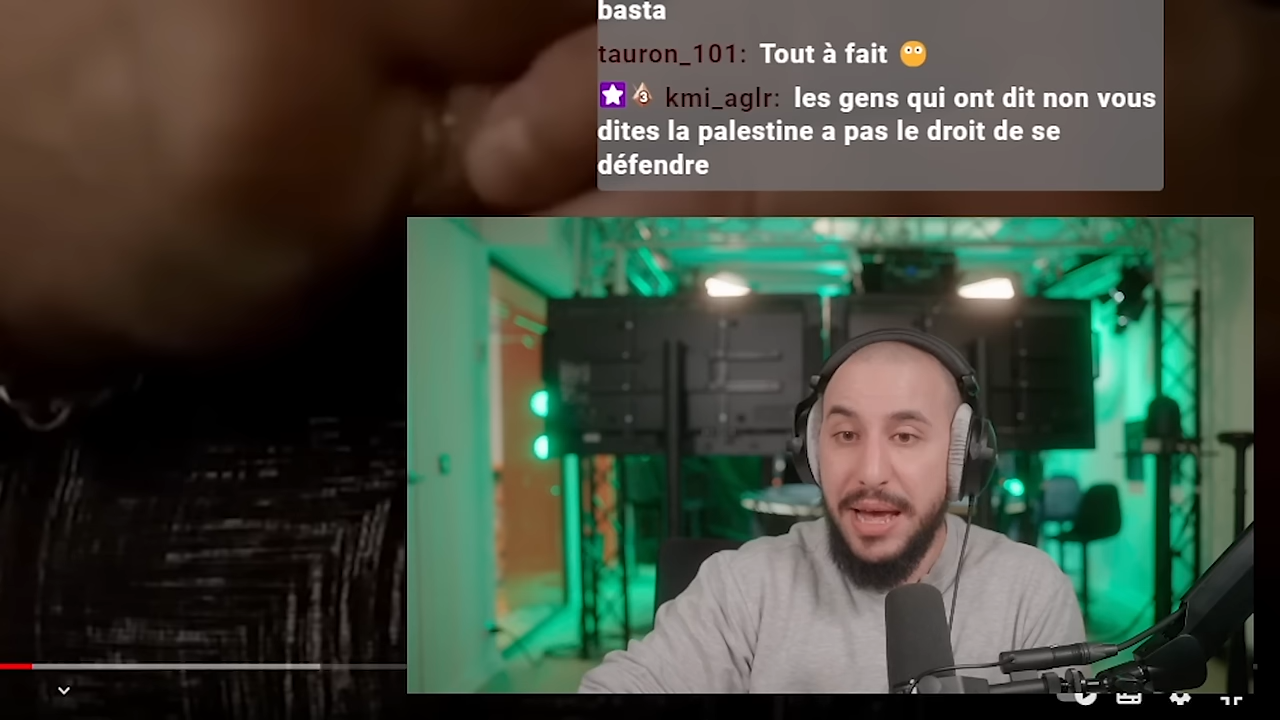 basta
tauron_101: Tout à fait 😶
3 kmi_aglr: les gens qui ont dit non vous
dites la palestine a pas le droit de se
défendre